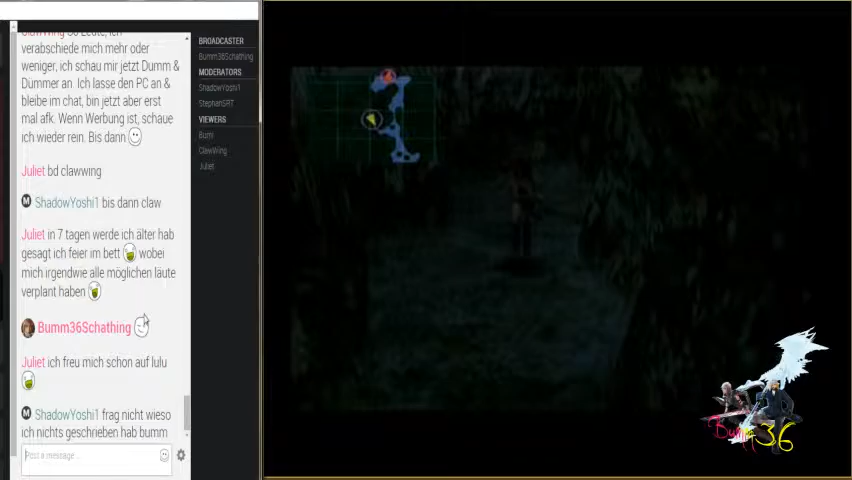 ClawWing So Leute, ich
verabschiede mich mehr oder
weniger, ich schau mir jetzt Dumm &
Dümmer an. Ich lasse den PC an &
bleibe im chat, bin jetzt aber erst
mal afk. Wenn Werbung ist, schaue
ich wieder rein. Bis dann
Juliet bd clawwing
M ShadowYoshi1 bis dann claw
Juliet in 7 tagen werde ich älter hab
gesagt ich feier im bett wobei
mich irgendwie alle möglichen läute
verplant haben
Bumm36Schathing
Juliet ich freu mich schon auf lulu
M ShadowYoshi1 frag nicht wieso
ich nichts geschrieben hab bumm
Post a message ...
BROADCASTER
Bumm36Schathing
MODERATORS
ShadowYoshi1
StephanSRT
VIEWERS
Bumi
ClawWing
Juliet
Bumm
36